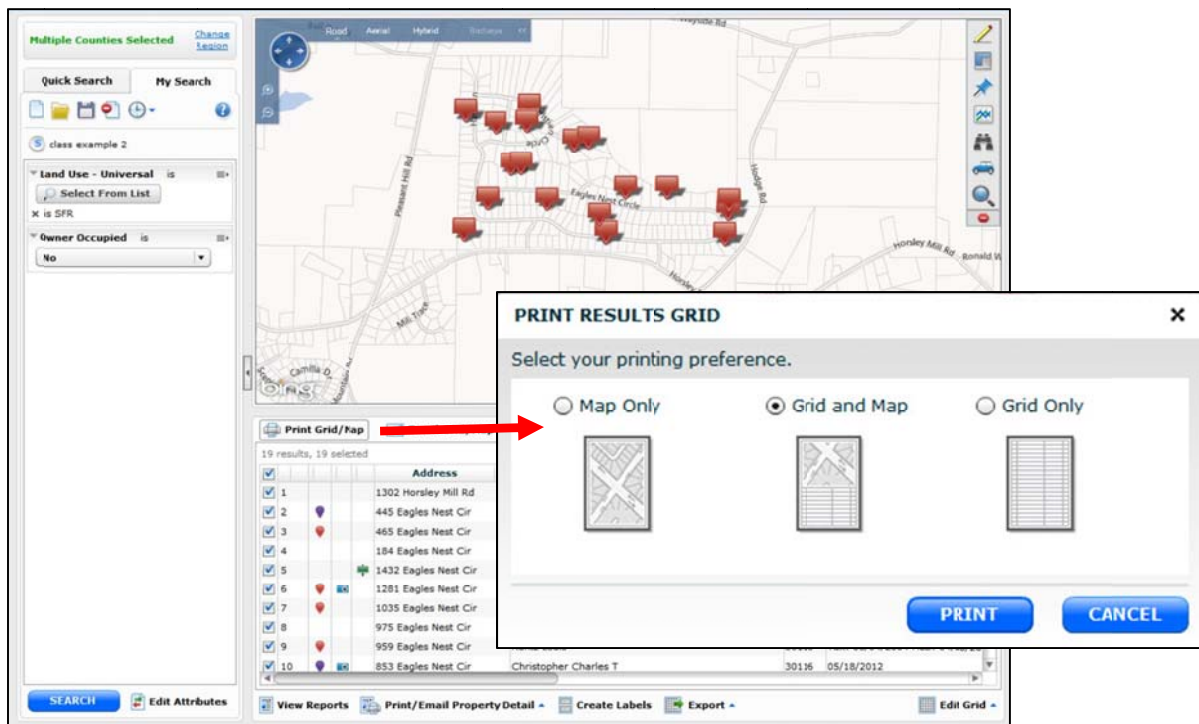 Multiple Counties Selected
Change Region
Quick Search
My Search
class example 2
Land Use - Universal is
Select From List
x is SFR
Owner Occupied is
No
Road Aerial Hybrid Birdseye
Pleasant Hill Rd
Eagles Nest Circle
Hodge Rd
Horsley Mill Rd
Ronald W
Mill Trace
Camilla D
bing
Print Grid/Map
19 results, 19 selected
Address
1 1302 Horsley Mill Rd
2 445 Eagles Nest Cir
3 465 Eagles Nest Cir
4 184 Eagles Nest Cir
5 1432 Eagles Nest Cir
6 1281 Eagles Nest Cir
7 1035 Eagles Nest Cir
8 975 Eagles Nest Cir
9 959 Eagles Nest Cir
10 853 Eagles Nest Cir Christopher Charles T 30116 05/18/2012
SEARCH
Edit Attributes
View Reports
Print/Email Property Detail
Create Labels
Export
Edit Grid
PRINT RESULTS GRID
Select your printing preference.
Map Only
Grid and Map
Grid Only
PRINT
CANCEL